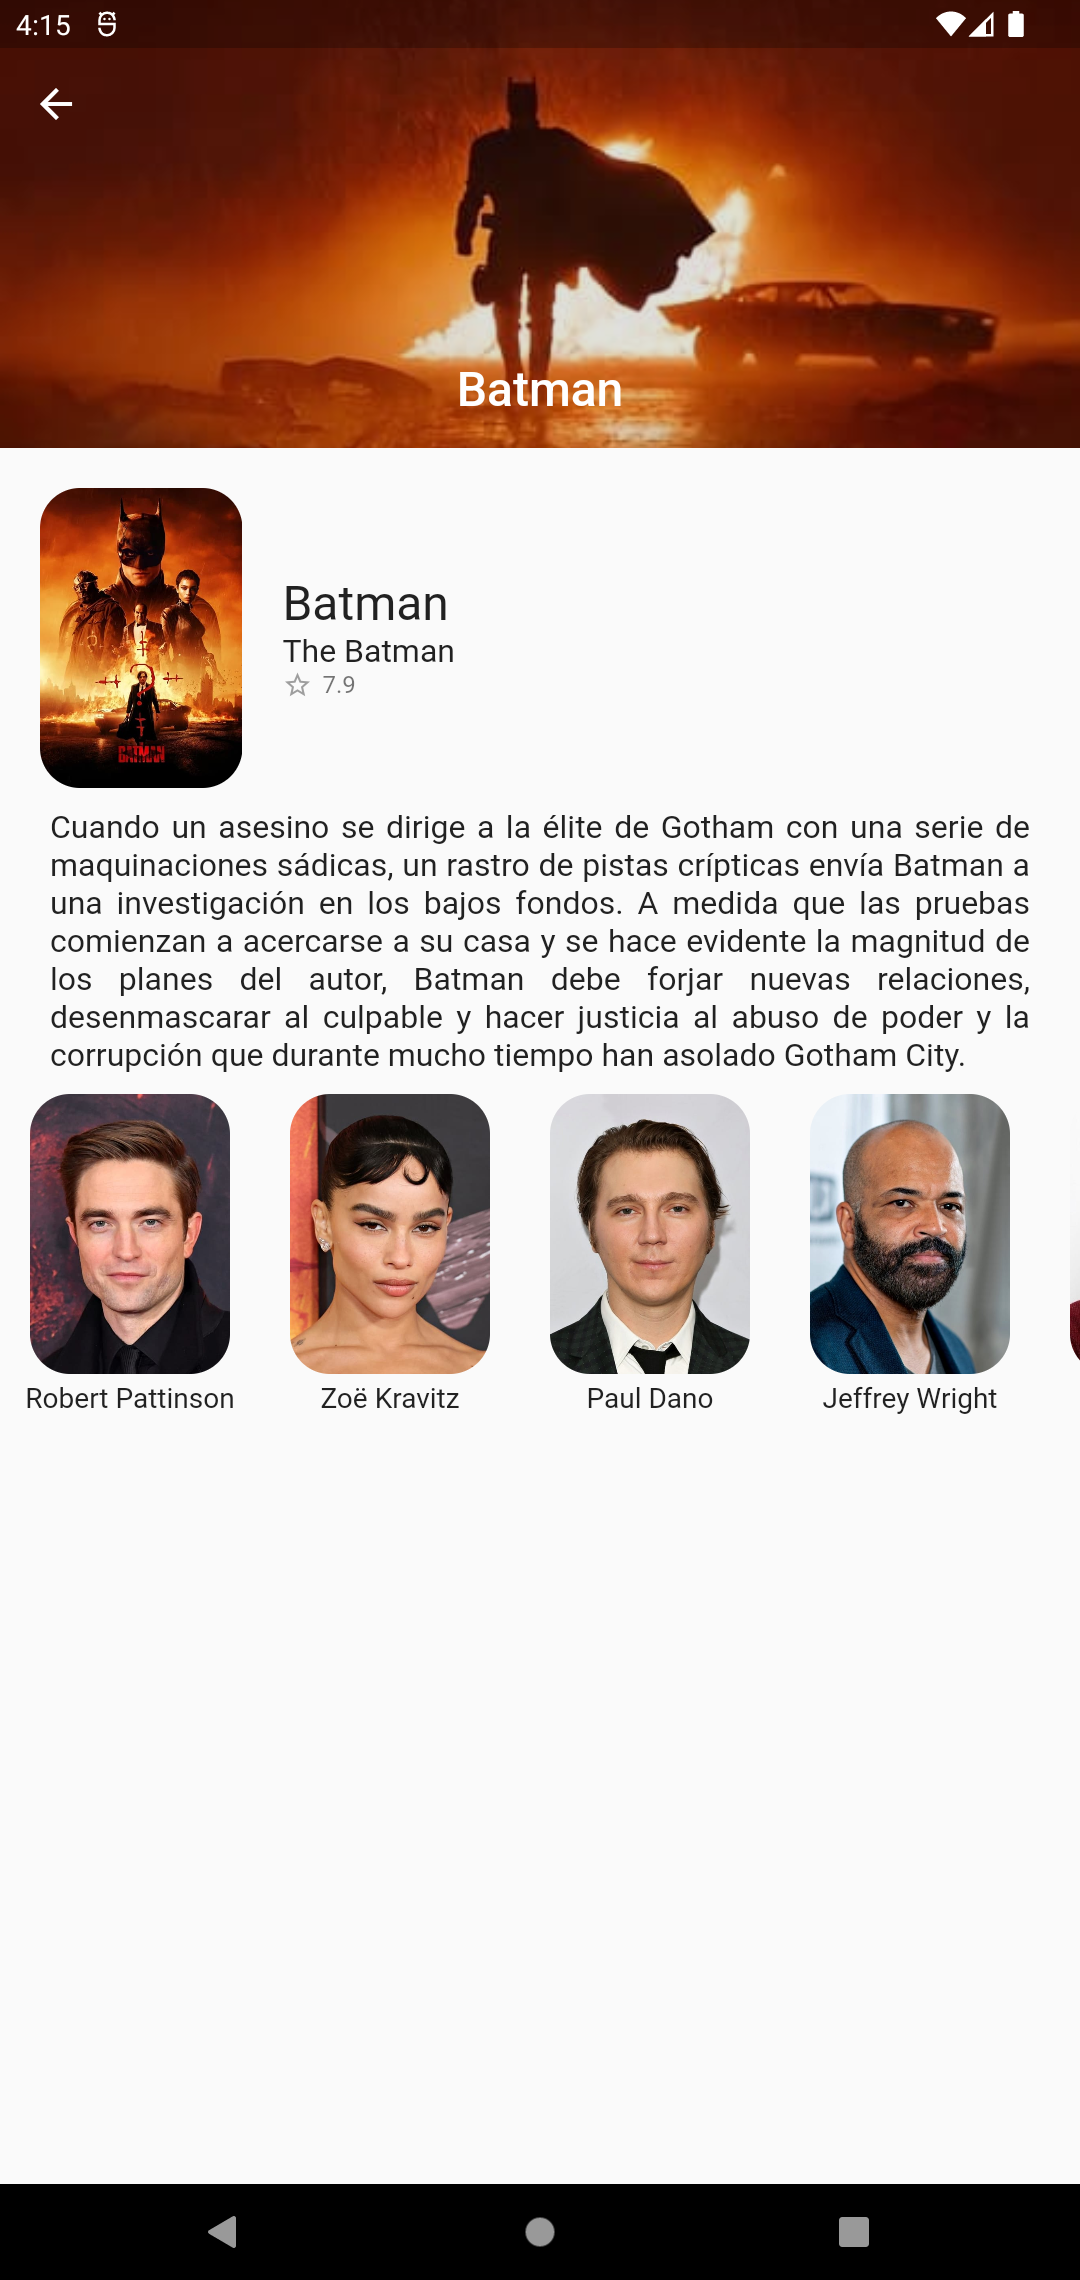 4:15
Batman
BATMAN
Batman
The Batman
7.9
Cuando un asesino se dirige a la élite de Gotham con una serie de
maquinaciones sádicas, un rastro de pistas crípticas envía Batman a
una investigación en los bajos fondos. A medida que las pruebas
comienzan a acercarse a su casa y se hace evidente la magnitud de
los planes del autor, Batman debe forjar nuevas relaciones,
desenmascarar al culpable y hacer justicia al abuso de poder y la
corrupción que durante mucho tiempo han asolado Gotham City.
Robert Pattinson
Zoë Kravitz
Paul Dano
Jeffrey Wright